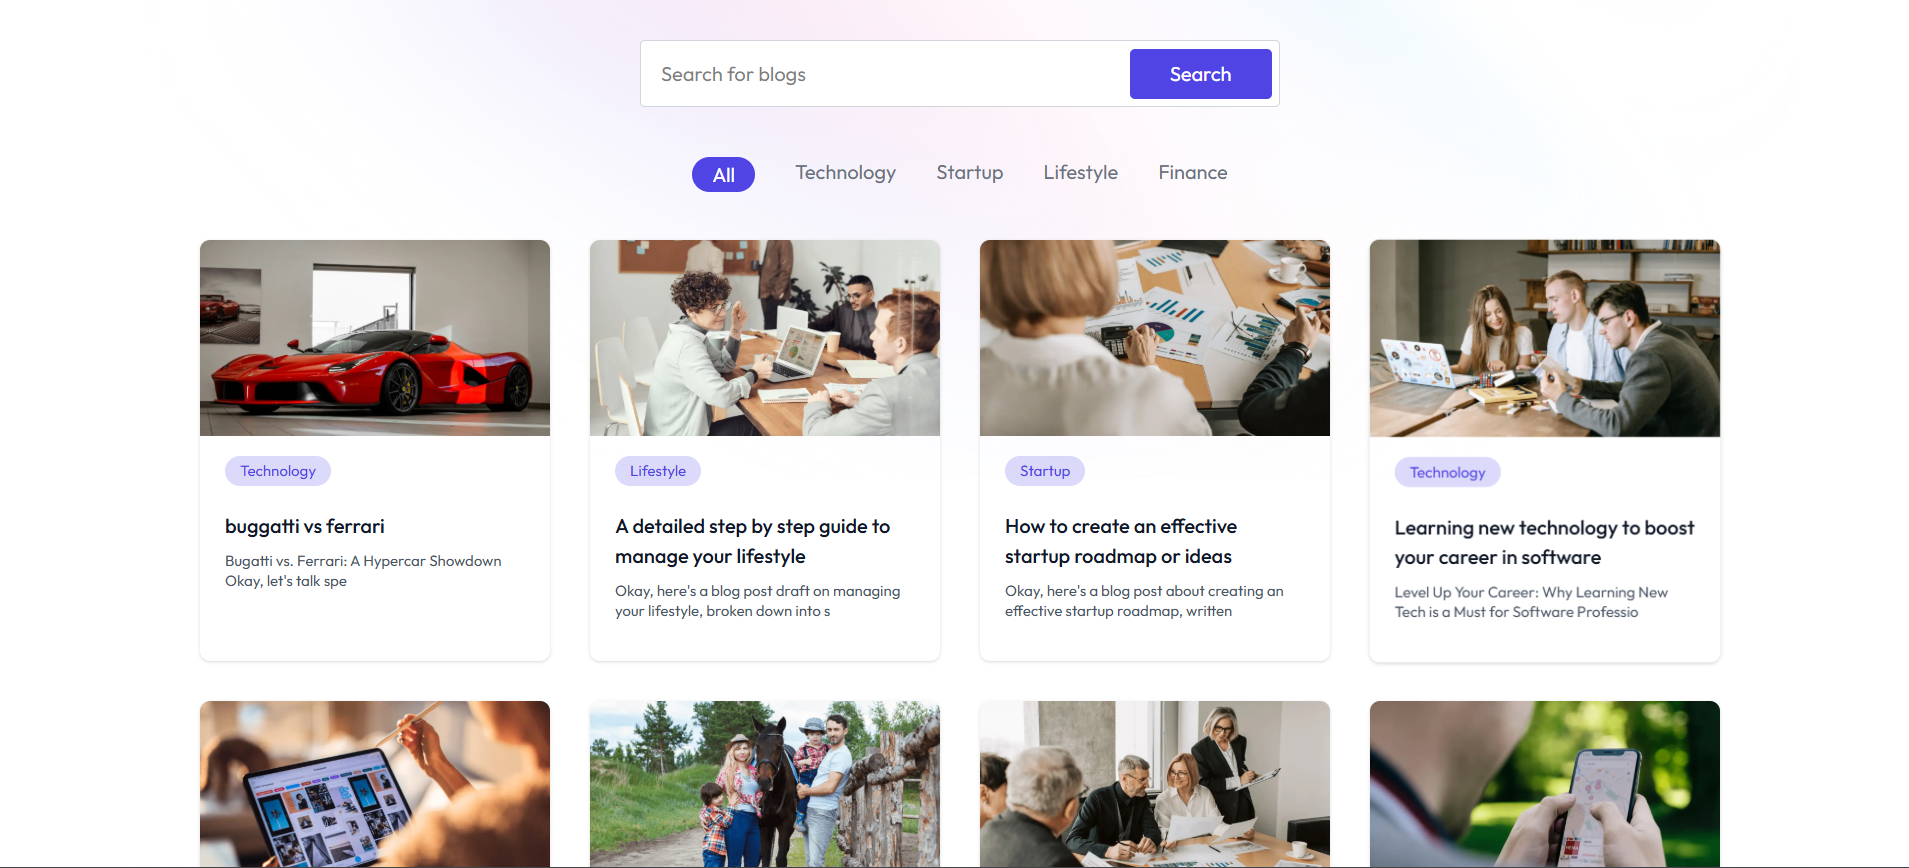 Search for blogs
Search
All
Technology
Startup
Lifestyle
Finance
Technology
buggatti vs ferrari
Bugatti vs. Ferrari: A Hypercar Showdown
Okay, let's talk spe
Lifestyle
A detailed step by step guide to
manage your lifestyle
Okay, here's a blog post draft on managing
your lifestyle, broken down into s
Startup
How to create an effective
startup roadmap or ideas
Okay, here's a blog post about creating an
effective startup roadmap, written
Technology
Learning new technology to boost
your career in software
Level Up Your Career: Why Learning New
Tech is a Must for Software Professio